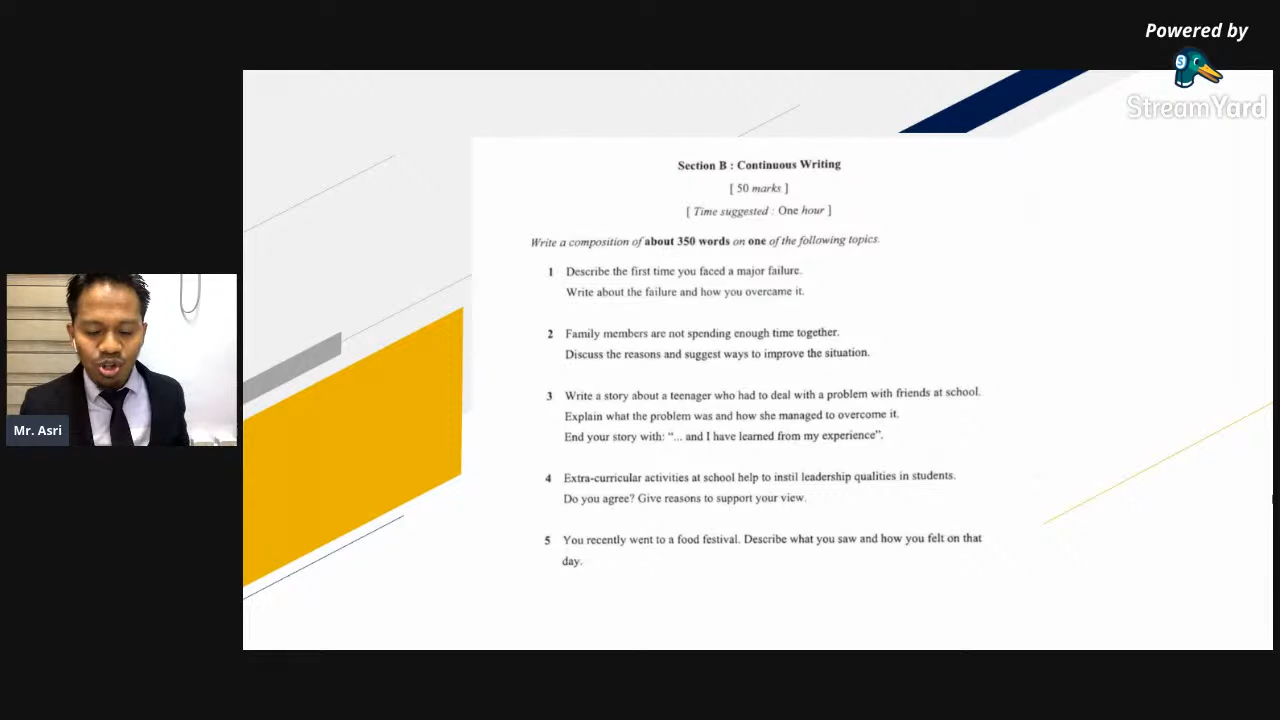 Powered by
StreamYard
Section B : Continuous Writing
[ 50 marks ]
[ Time suggested : One hour ]
Write a composition of about 350 words on one of the following topics.
1 Describe the first time you faced a major failure.
Write about the failure and how you overcame it.
2 Family members are not spending enough time together.
Discuss the reasons and suggest ways to improve the situation.
3 Write a story about a teenager who had to deal with a problem with friends at school.
Explain what the problem was and how she managed to overcome it.
End your story with: “... and I have learned from my experience”.
4 Extra-curricular activities at school help to instil leadership qualities in students.
Do you agree? Give reasons to support your view.
5 You recently went to a food festival. Describe what you saw and how you felt on that
day.
Mr. Asri